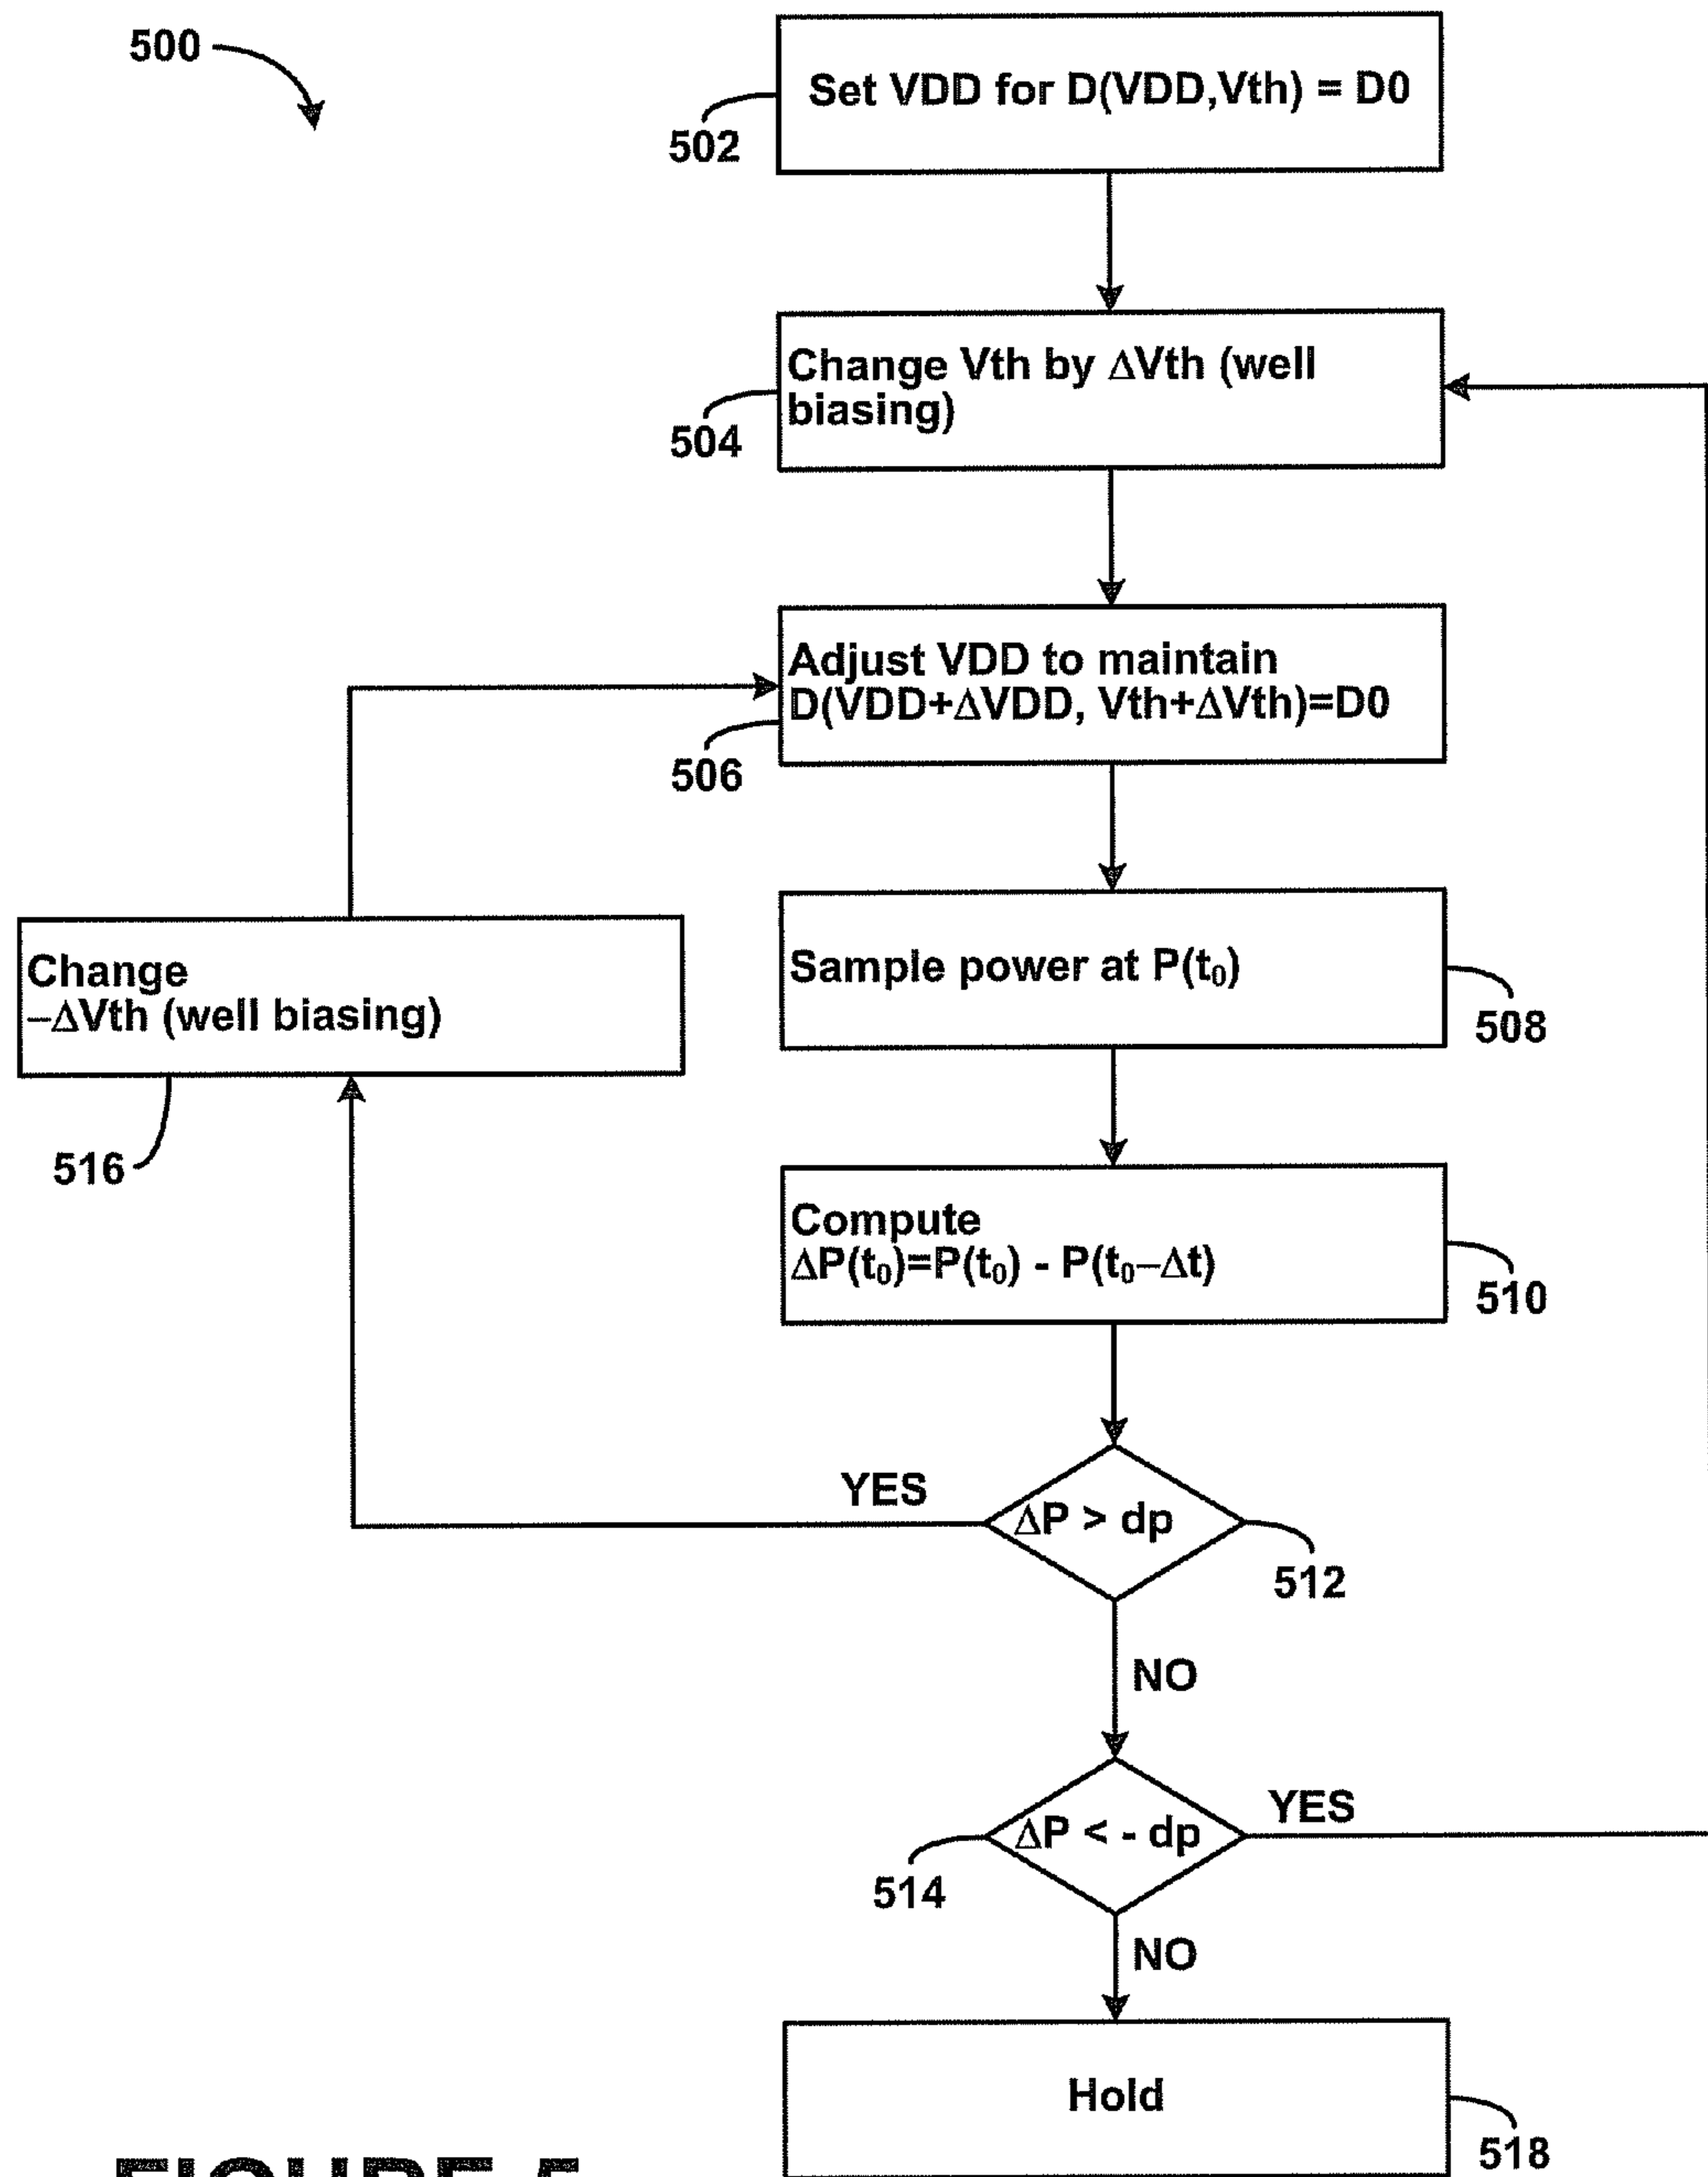 500
Set VDD for D(VDD,Vth) = D0
502
Change Vth by ΔVth (well
biasing)
504
Adjust VDD to maintain
D(VDD+ΔVDD, Vth+ΔVth)=D0
506
Sample power at P(t₀)
508
Change
–ΔVth (well biasing)
516
Compute
ΔP(t₀)=P(t₀) - P(t₀–Δt)
510
YES
ΔP > dp
512
NO
ΔP < - dp
YES
514
NO
Hold
518
FIGURE 5